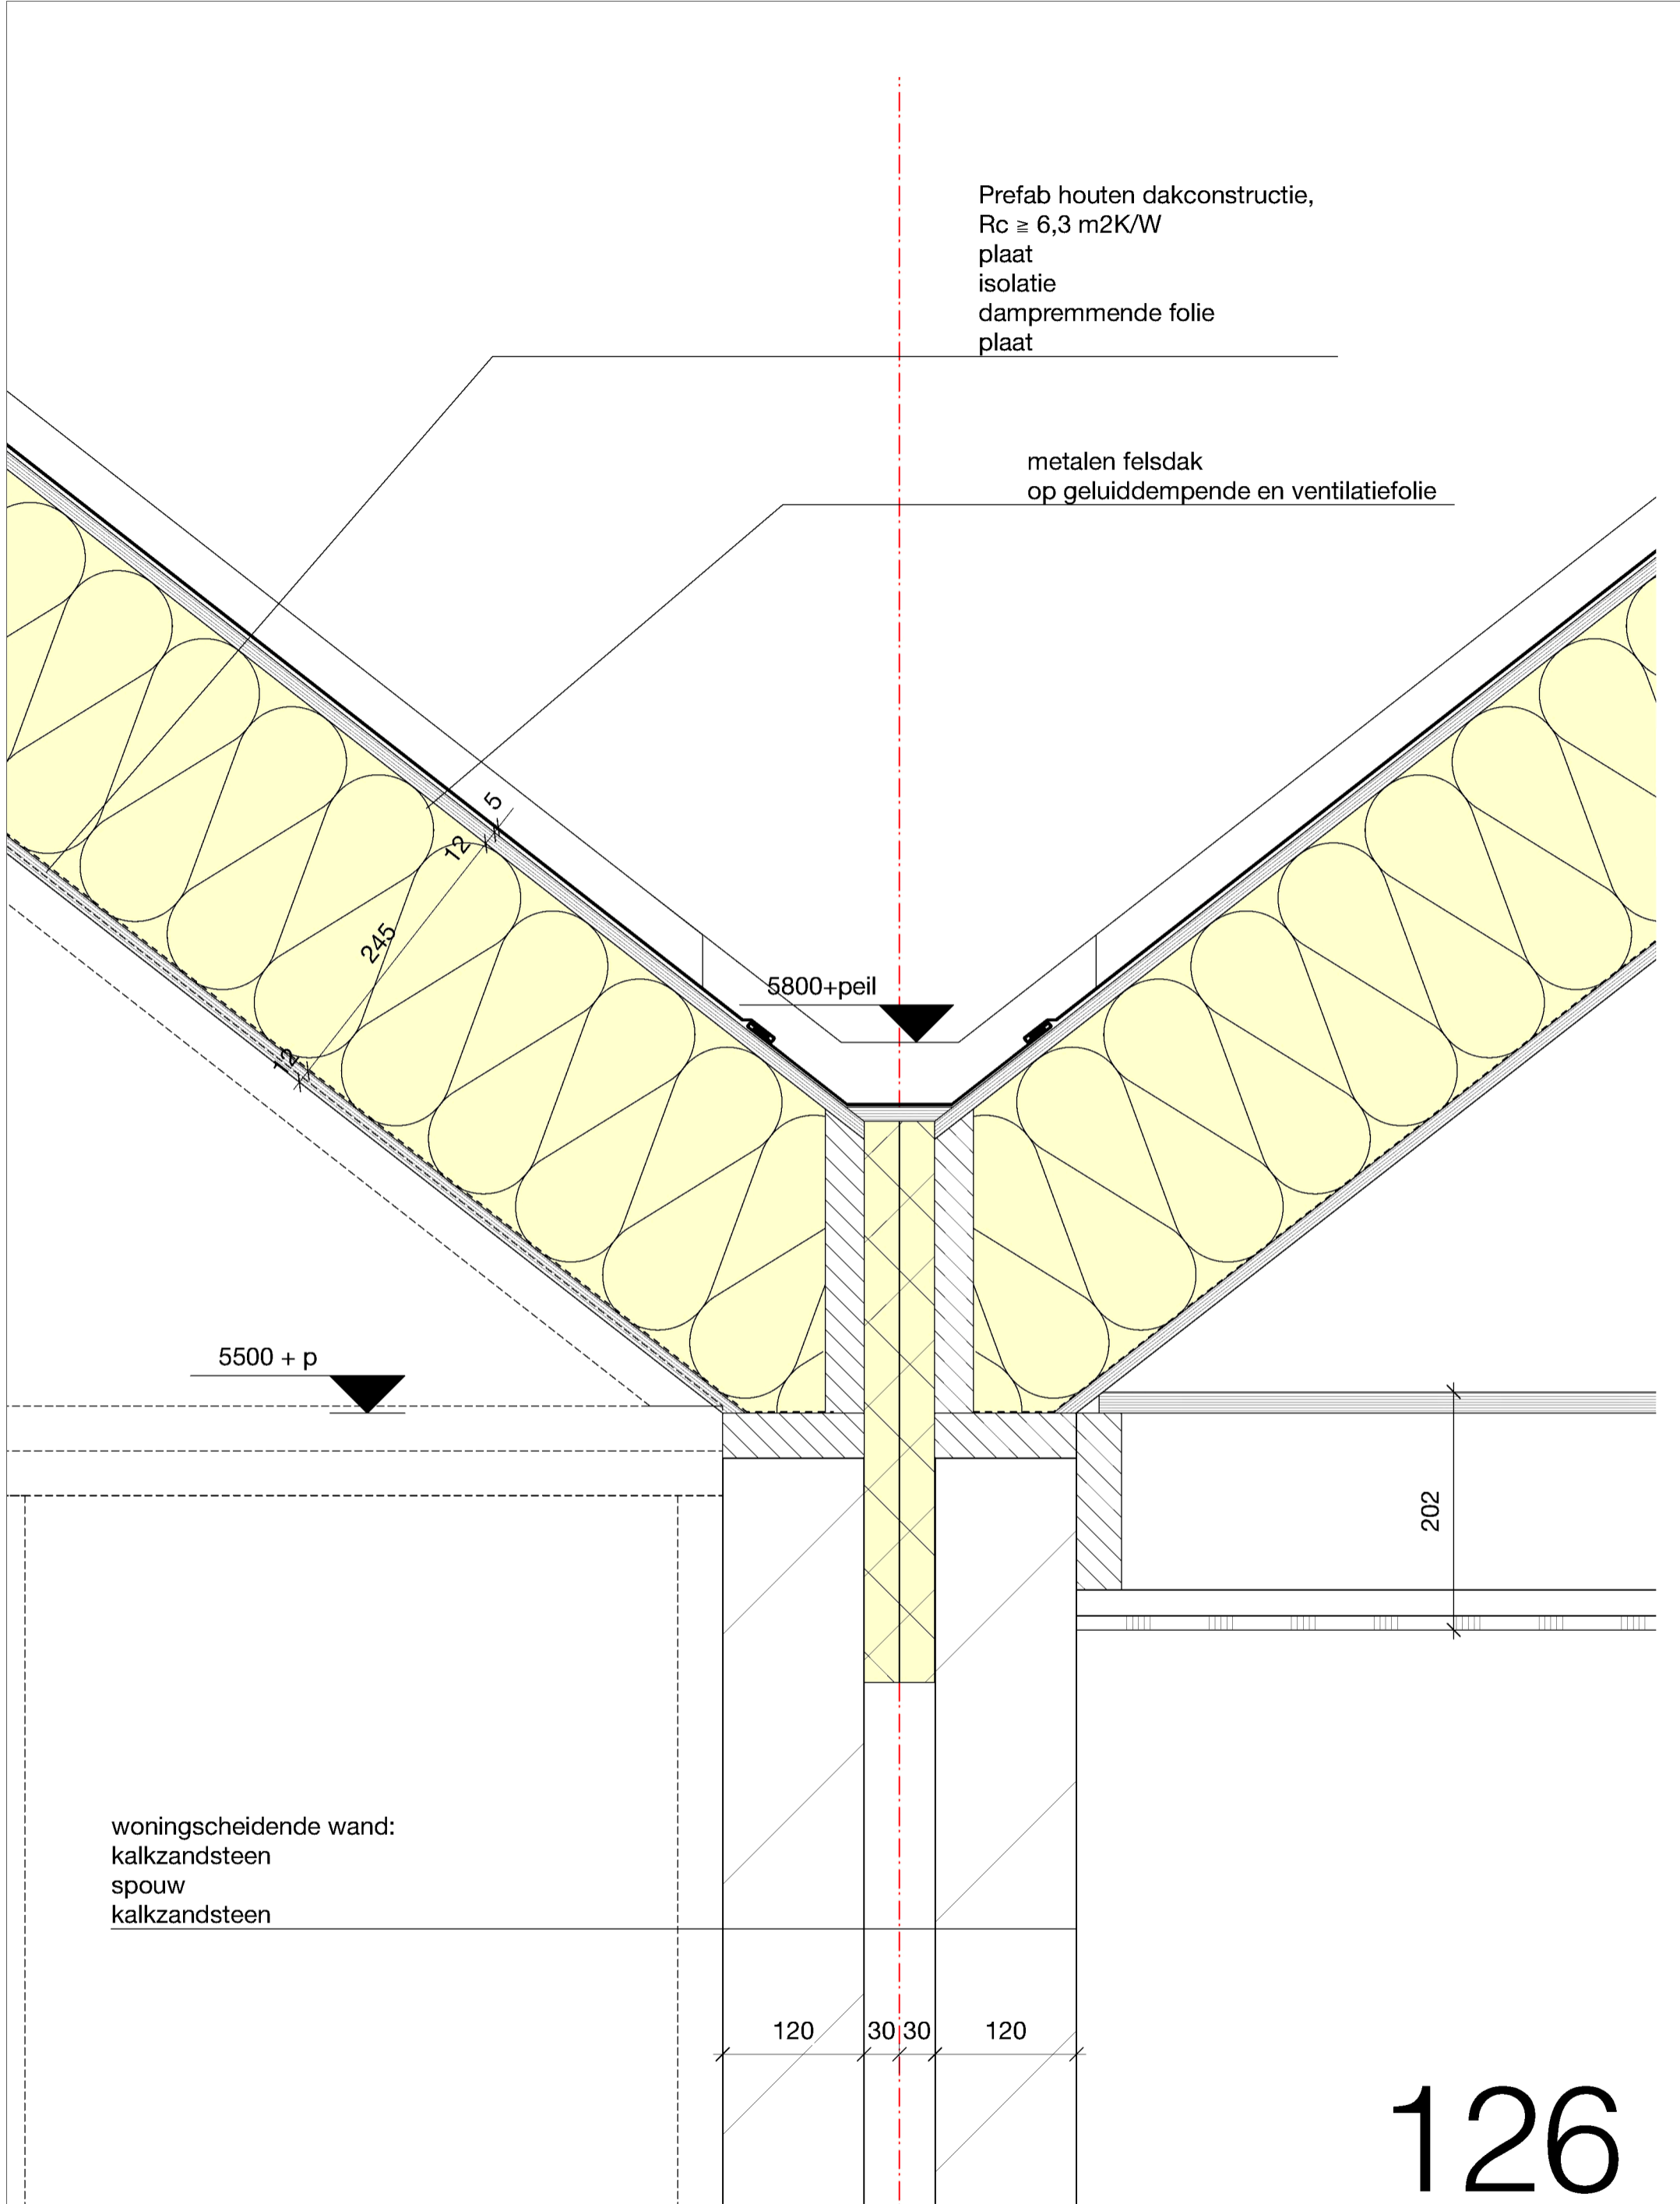 Prefab houten dakconstructie,
Rc ≧ 6,3 m2K/W
plaat
isolatie
dampremmende folie
plaat
metalen felsdak
op geluiddempende en ventilatiefolie
5
12
245
12
5800+peil
5500 + p
202
woningscheidende wand:
kalkzandsteen
spouw
kalkzandsteen
120 30 30 120
126